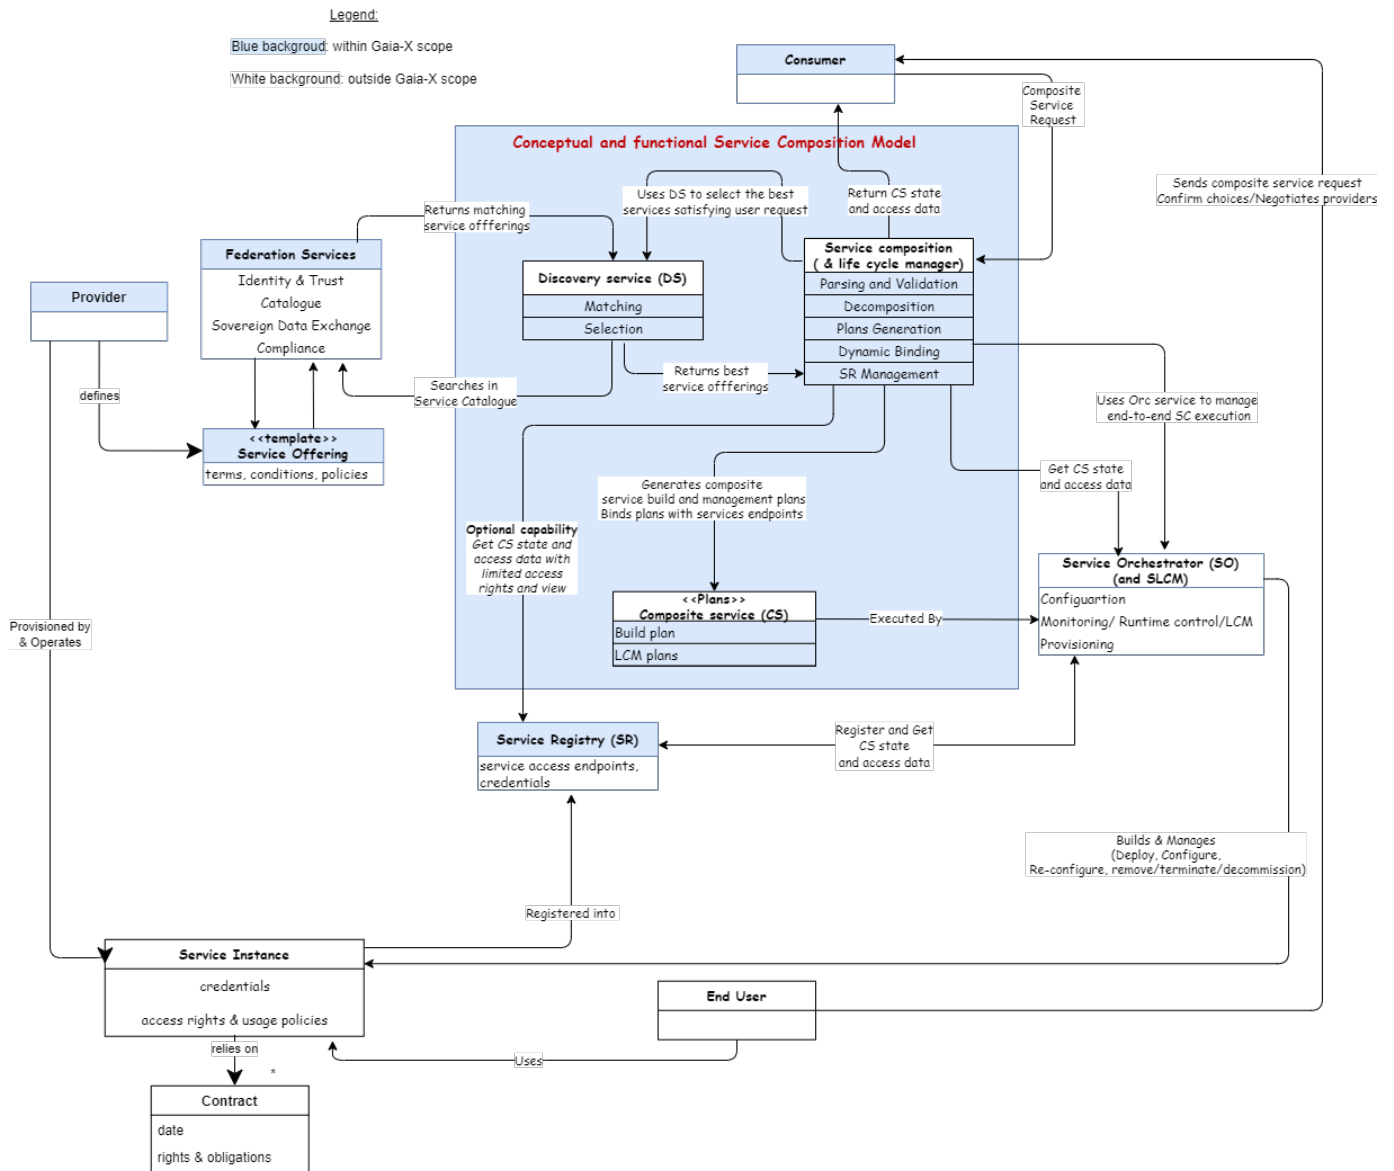 Legend:
Blue backgroud: within Gaia-X scope
White background: outside Gaia-X scope
Consumer
Composite
Service
Request
Conceptual and functional Service Composition Model
Sends composite service request
Confirm choices/Negotiates providers
Uses DS to select the best
services satisfying user request
Return CS state
and access data
Returns matching
service offferings
Federation Services
Identity & Trust
Catalogue
Sovereign Data Exchange
Compliance
Service composition
( & life cycle manager)
Parsing and Validation
Decomposition
Plans Generation
Dynamic Binding
SR Management
Discovery service (DS)
Matching
Selection
Provider
Returns best
service offferings
Searches in
Service Catalogue
defines
Uses Orc service to manage
end-to-end SC execution
<<template>>
Service Offering
terms, conditions, policies
Get CS state
and access data
Generates composite
service build and management plans
Binds plans with services endpoints
Optional capability
Get CS state and
access data with
limited access
rights and view
Service Orchestrator (SO)
(and SLCM)
Configuartion
Monitoring/ Runtime control/LCM
Provisioning
<<Plans>>
Composite service (CS)
Build plan
LCM plans
Executed By
Provisioned by
& Operates
Service Registry (SR)
service access endpoints,
credentials
Register and Get
CS state
and access data
Builds & Manages
(Deploy, Configure,
Re-configure, remove/terminate/decommission)
Registered into
Service Instance
credentials
access rights & usage policies
End User
relies on
Uses
*
Contract
date
rights & obligations